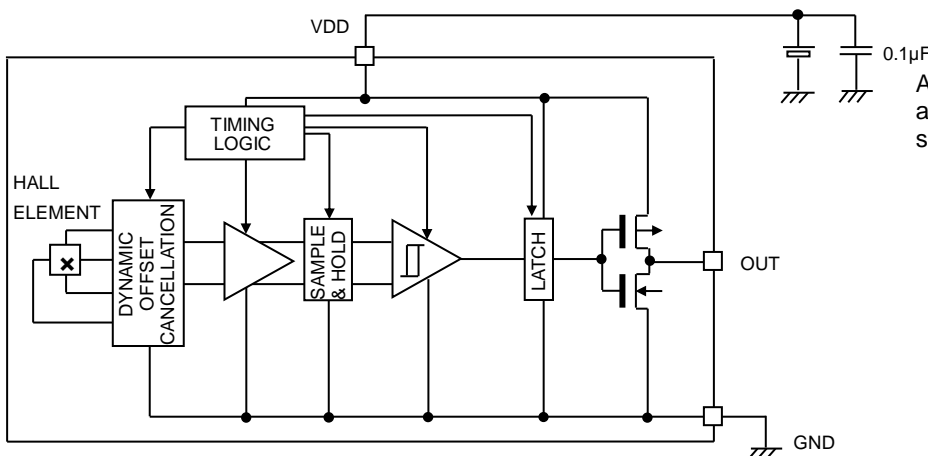 VDD
0.1µF
A
a
s
TIMING
LOGIC
HALL
ELEMENT
DYNAMIC
OFFSET
CANCELLATION
SAMPLE
& HOLD
LATCH
OUT
GND